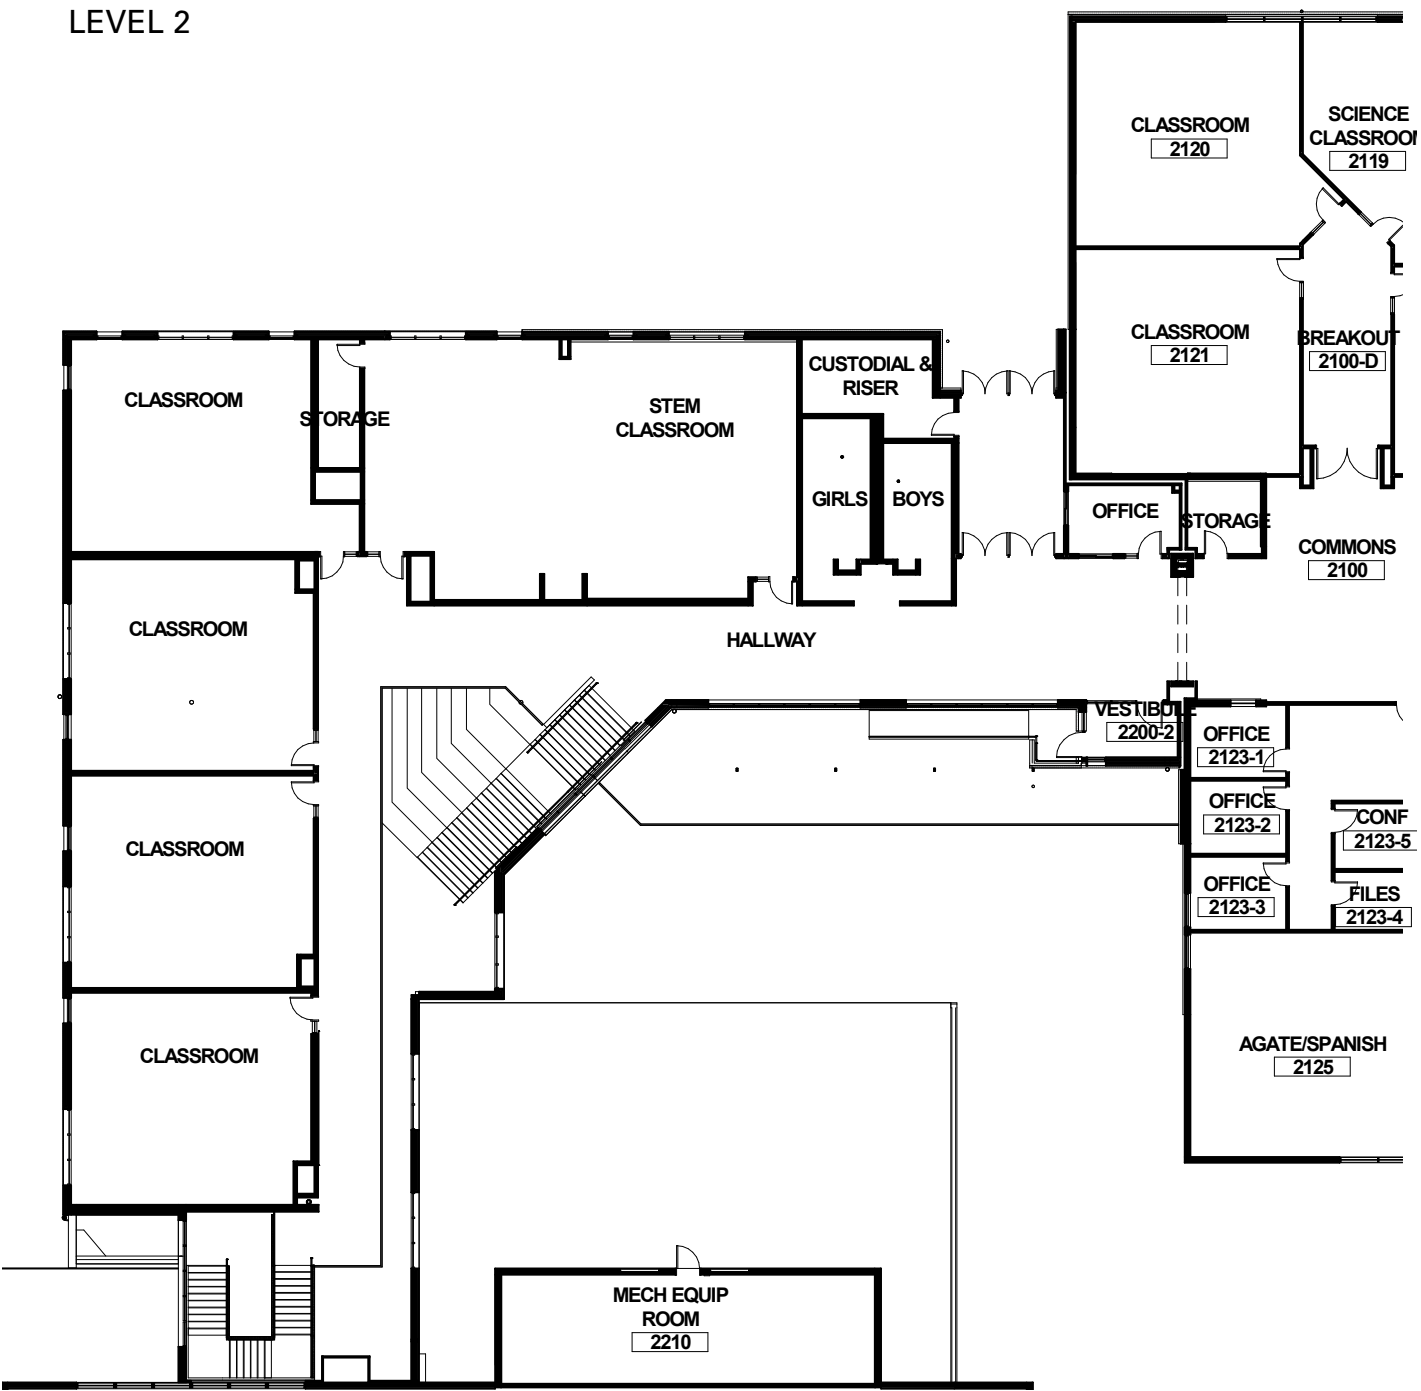 LEVEL 2
CLASSROOM
2120
SCIENCE
CLASSROOM
2119
CLASSROOM
2121
BREAKOUT
2100-D
CUSTODIAL &
RISER
CLASSROOM
STORAGE
STEM
CLASSROOM
GIRLS
BOYS
OFFICE
STORAGE
COMMONS
2100
CLASSROOM
HALLWAY
VESTIBULE
2200-2
OFFICE
2123-1
OFFICE
2123-2
CONF
2123-5
CLASSROOM
OFFICE
2123-3
FILES
2123-4
CLASSROOM
AGATE/SPANISH
2125
MECH EQUIP
ROOM
2210